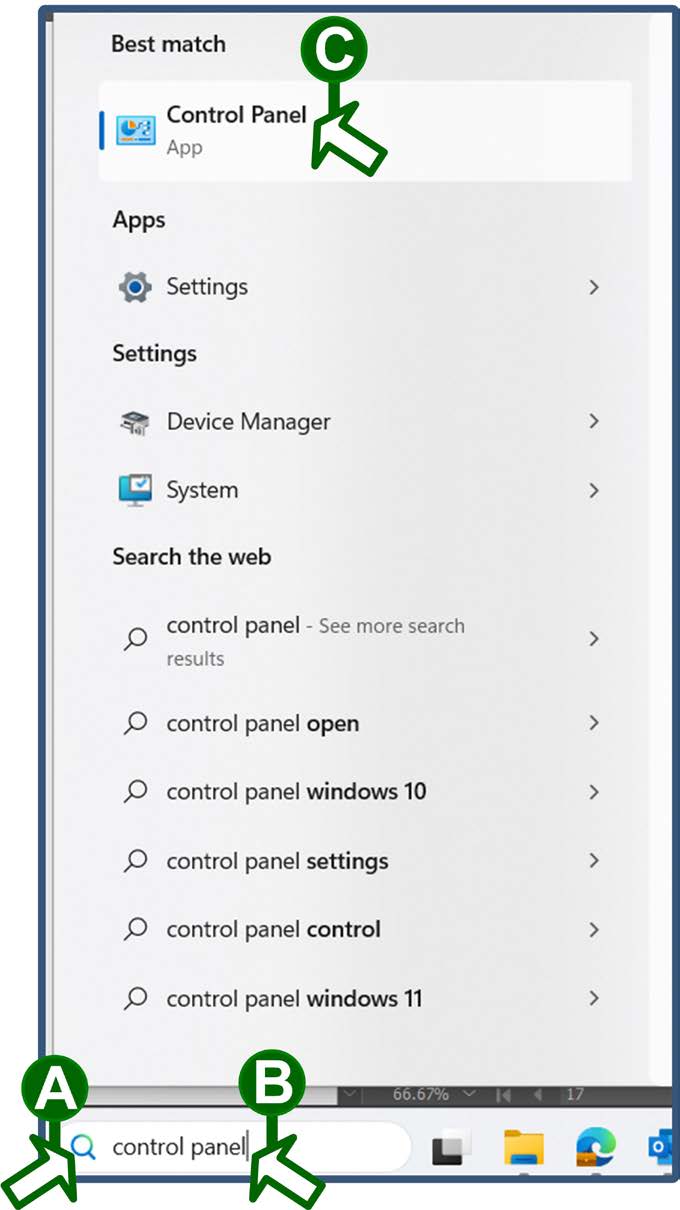 Best match
C
Control Panel
App
Apps
Settings
Settings
Device Manager
System
Search the web
control panel - See more search
results
control panel open
control panel windows 10
control panel settings
control panel control
control panel windows 11
A
B
66.67%
17
control panel